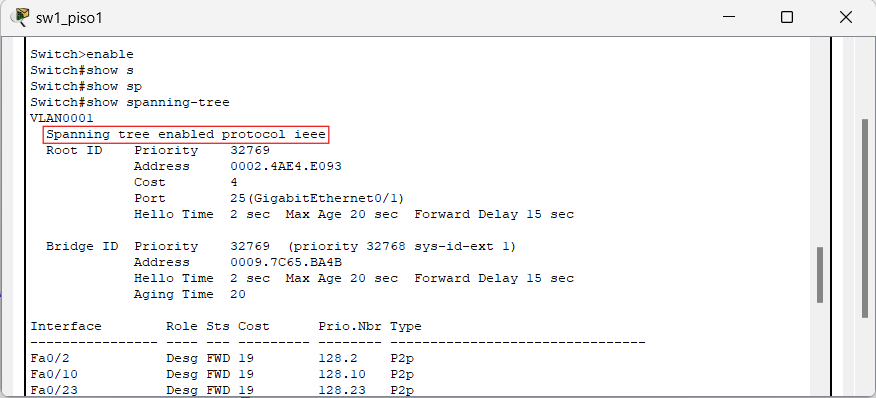 sw1_piso1
Switch>enable
Switch#show s
Switch#show sp
Switch#show spanning-tree
VLAN0001
  Spanning tree enabled protocol ieee
  Root ID    Priority    32769
             Address     0002.4AE4.E093
             Cost        4
             Port        25(GigabitEthernet0/1)
             Hello Time  2 sec  Max Age 20 sec  Forward Delay 15 sec

  Bridge ID  Priority    32769  (priority 32768 sys-id-ext 1)
             Address     0009.7C65.BA4B
             Hello Time  2 sec  Max Age 20 sec  Forward Delay 15 sec
             Aging Time  20

Interface        Role Sts Cost      Prio.Nbr Type
---------------- ---- --- --------- -------- --------------------------------
Fa0/2            Desg FWD 19        128.2    P2p
Fa0/10           Desg FWD 19        128.10   P2p
Fa0/23           Desg FWD 19        128.23   P2p